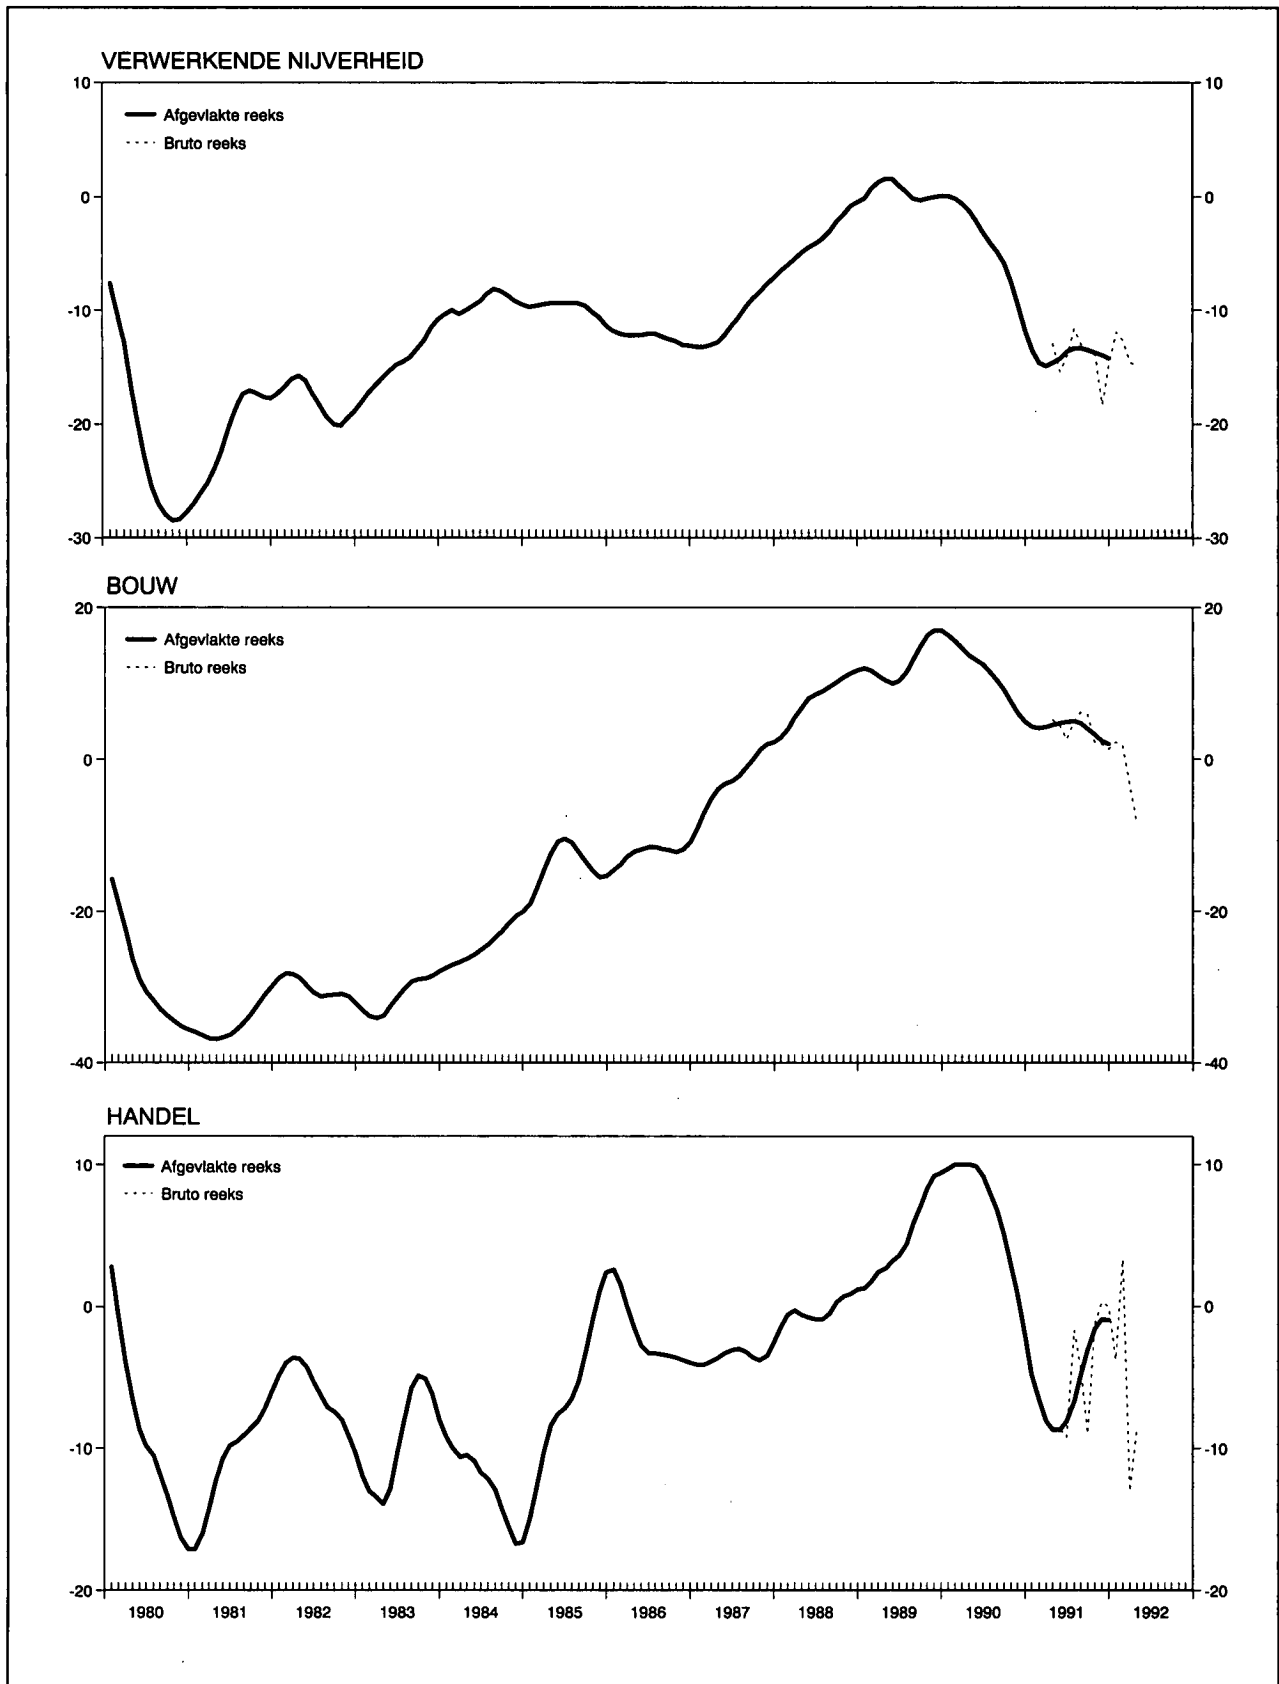 VERWERKENDE NIJVERHEID
10 10
Afgevlakte reeks
Bruto reeks
0 0
-10 -10
-20 -20
-30 -30
BOUW
20 20
Afgevlakte reeks
Bruto reeks
0 0
-20 -20
-40 -40
HANDEL
10 10
Afgevlakte reeks
Bruto reeks
0 0
-10 -10
-20 -20
1980 1981 1982 1983 1984 1985 1986 1987 1988 1989 1990 1991 1992